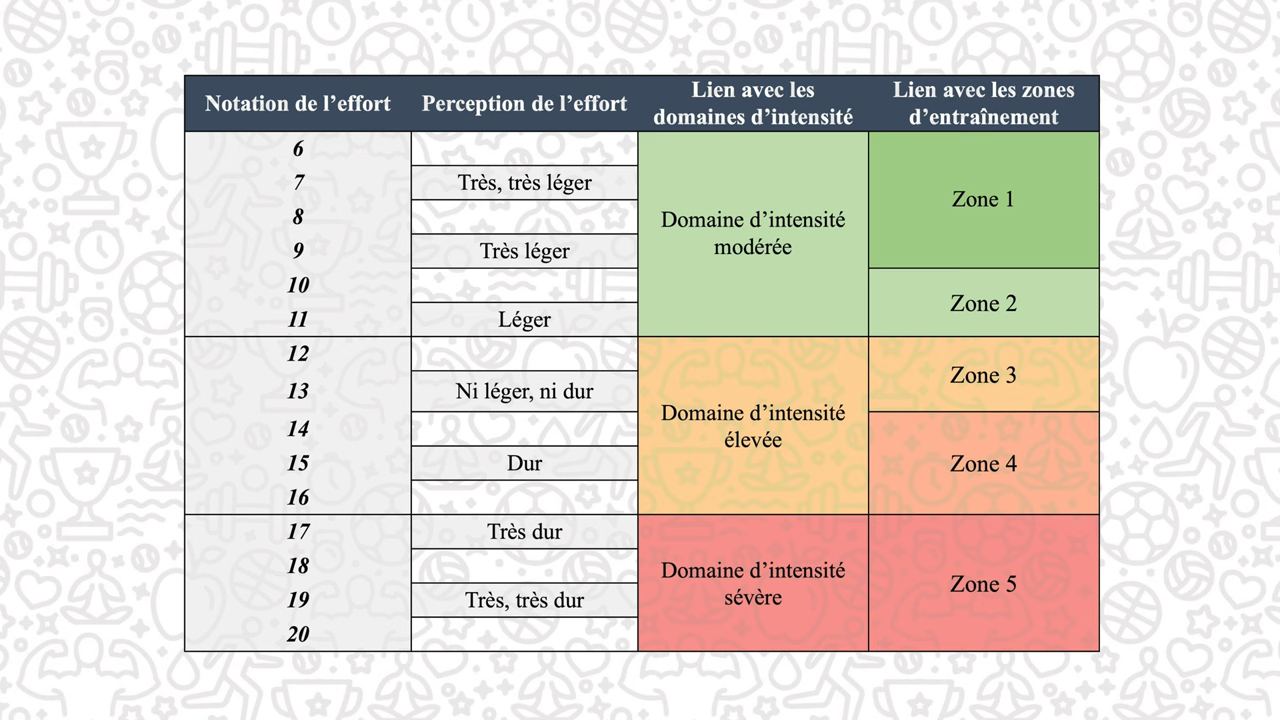 Notation de l’effort
Perception de l’effort
Lien avec les
domaines d’intensité
Lien avec les zones
d’entraînement
6
7
Très, très léger
8
9
Très léger
10
11
Léger
Domaine d’intensité
modérée
Zone 1
Zone 2
12
13
Ni léger, ni dur
14
15
Dur
16
Domaine d’intensité
élevée
Zone 3
Zone 4
17
Très dur
18
19
Très, très dur
20
Domaine d’intensité
sévère
Zone 5